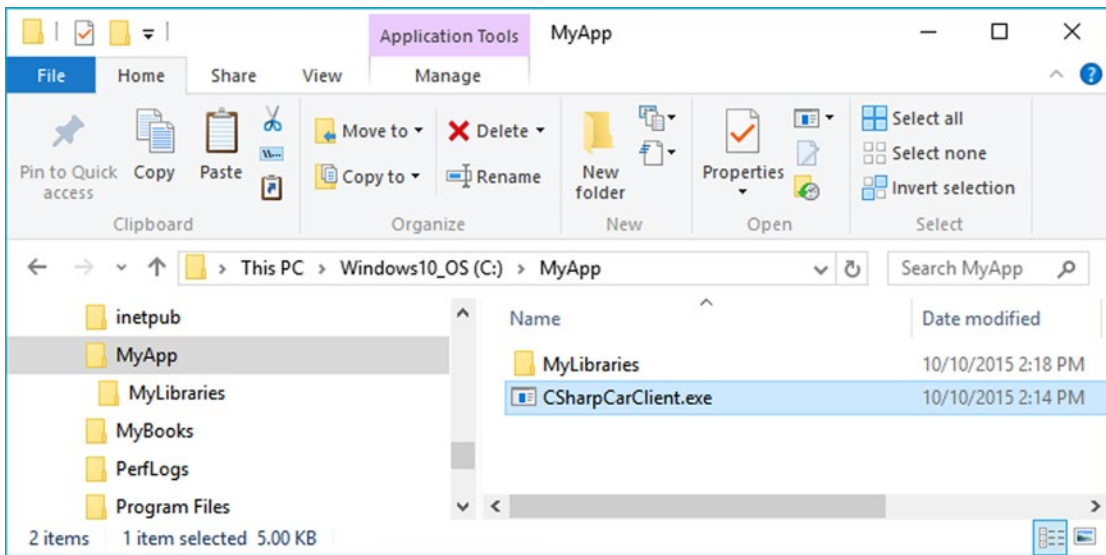 Application Tools MyApp
File Home Share View Manage
Pin to Quick access
Copy
Paste
Clipboard
Move to
Copy to
Delete
Rename
Organize
New folder
New
Properties
Open
Select all
Select none
Invert selection
Select
This PC > Windows10_OS (C:) > MyApp
Search MyApp
inetpub
MyApp
MyLibraries
MyBooks
PerfLogs
Program Files
Name Date modified
MyLibraries 10/10/2015 2:18 PM
CSharpCarClient.exe 10/10/2015 2:14 PM
2 items 1 item selected 5.00 KB